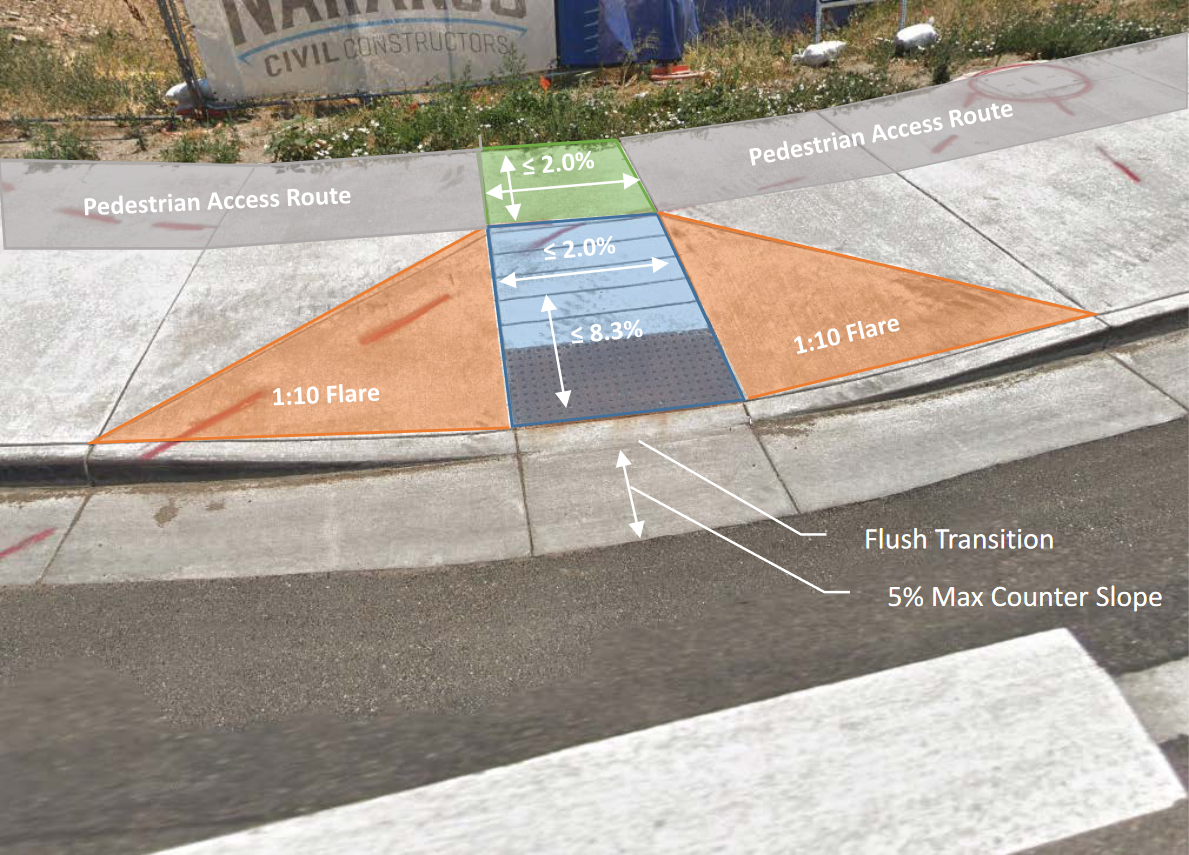 NARANJO
CIVIL CONSTRUCTORS
Pedestrian Access Route
≤ 2.0%
Pedestrian Access Route
≤ 2.0%
≤ 8.3%
1:10 Flare
1:10 Flare
Flush Transition
5% Max Counter Slope